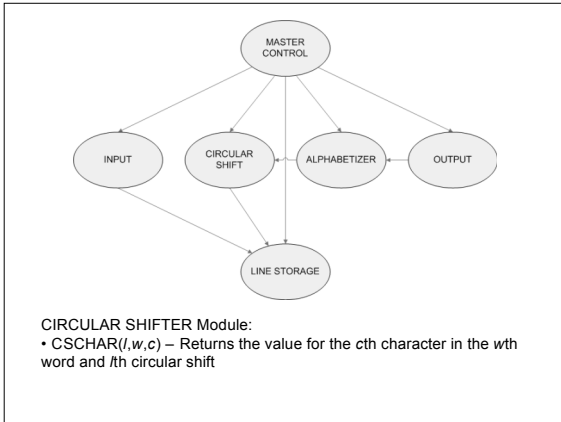 MASTER
CONTROL
INPUT
CIRCULAR
SHIFT
ALPHABETIZER
OUTPUT
LINE STORAGE
CIRCULAR SHIFTER Module:
• CSCHAR(l,w,c) – Returns the value for the cth character in the wth
word and lth circular shift